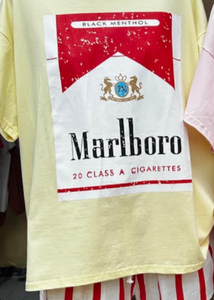 BLACK MENTHOL
Marlboro
20 CLASS A CIGARETTES